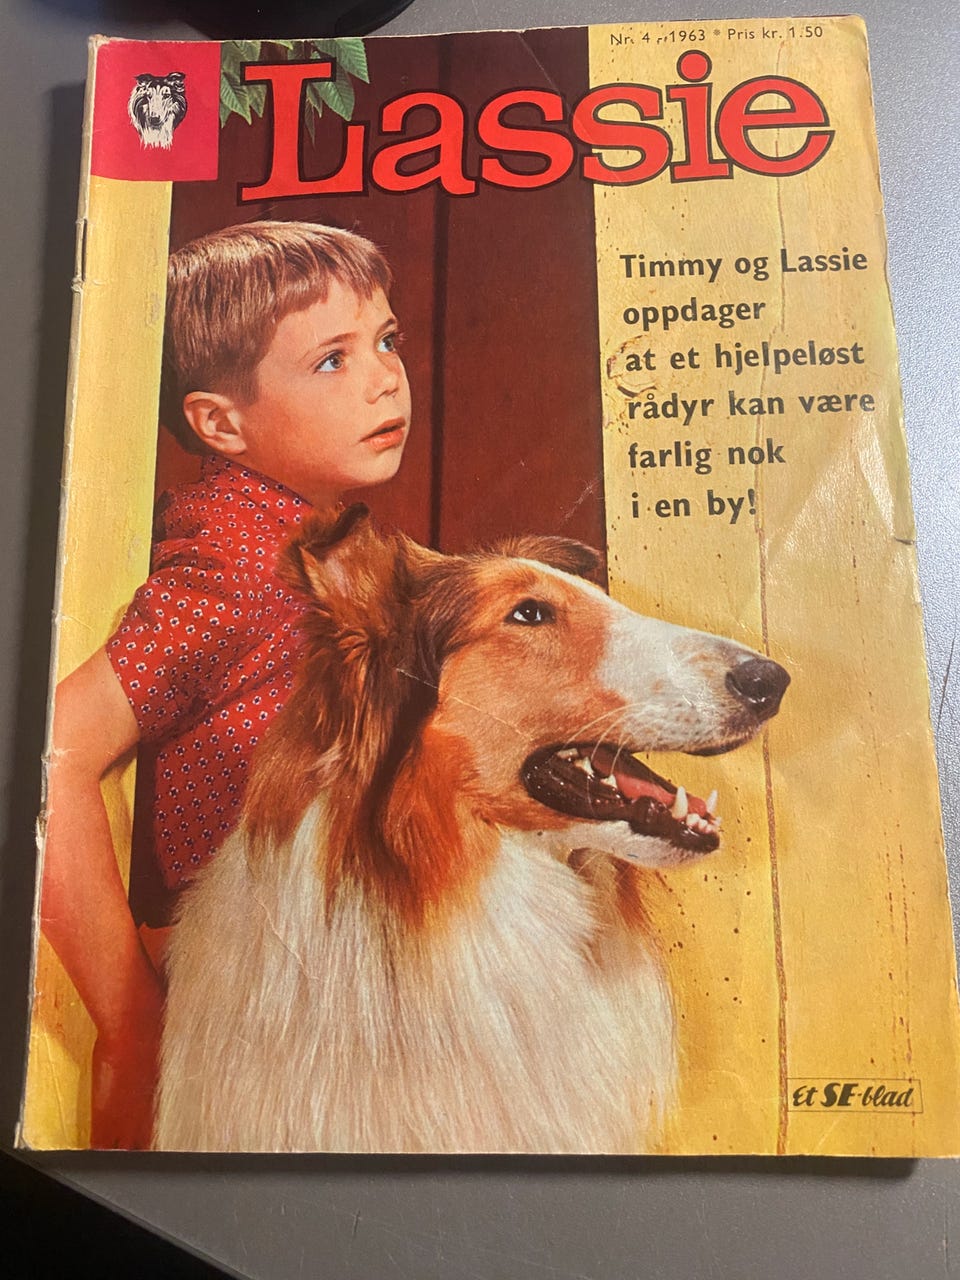 Nr. 4 - 1963 * Pris kr. 1.50
Lassie
Timmy og Lassie
oppdager
at et hjelpeløst
rådyr kan være
farlig nok
i en by!
Et SE-blad